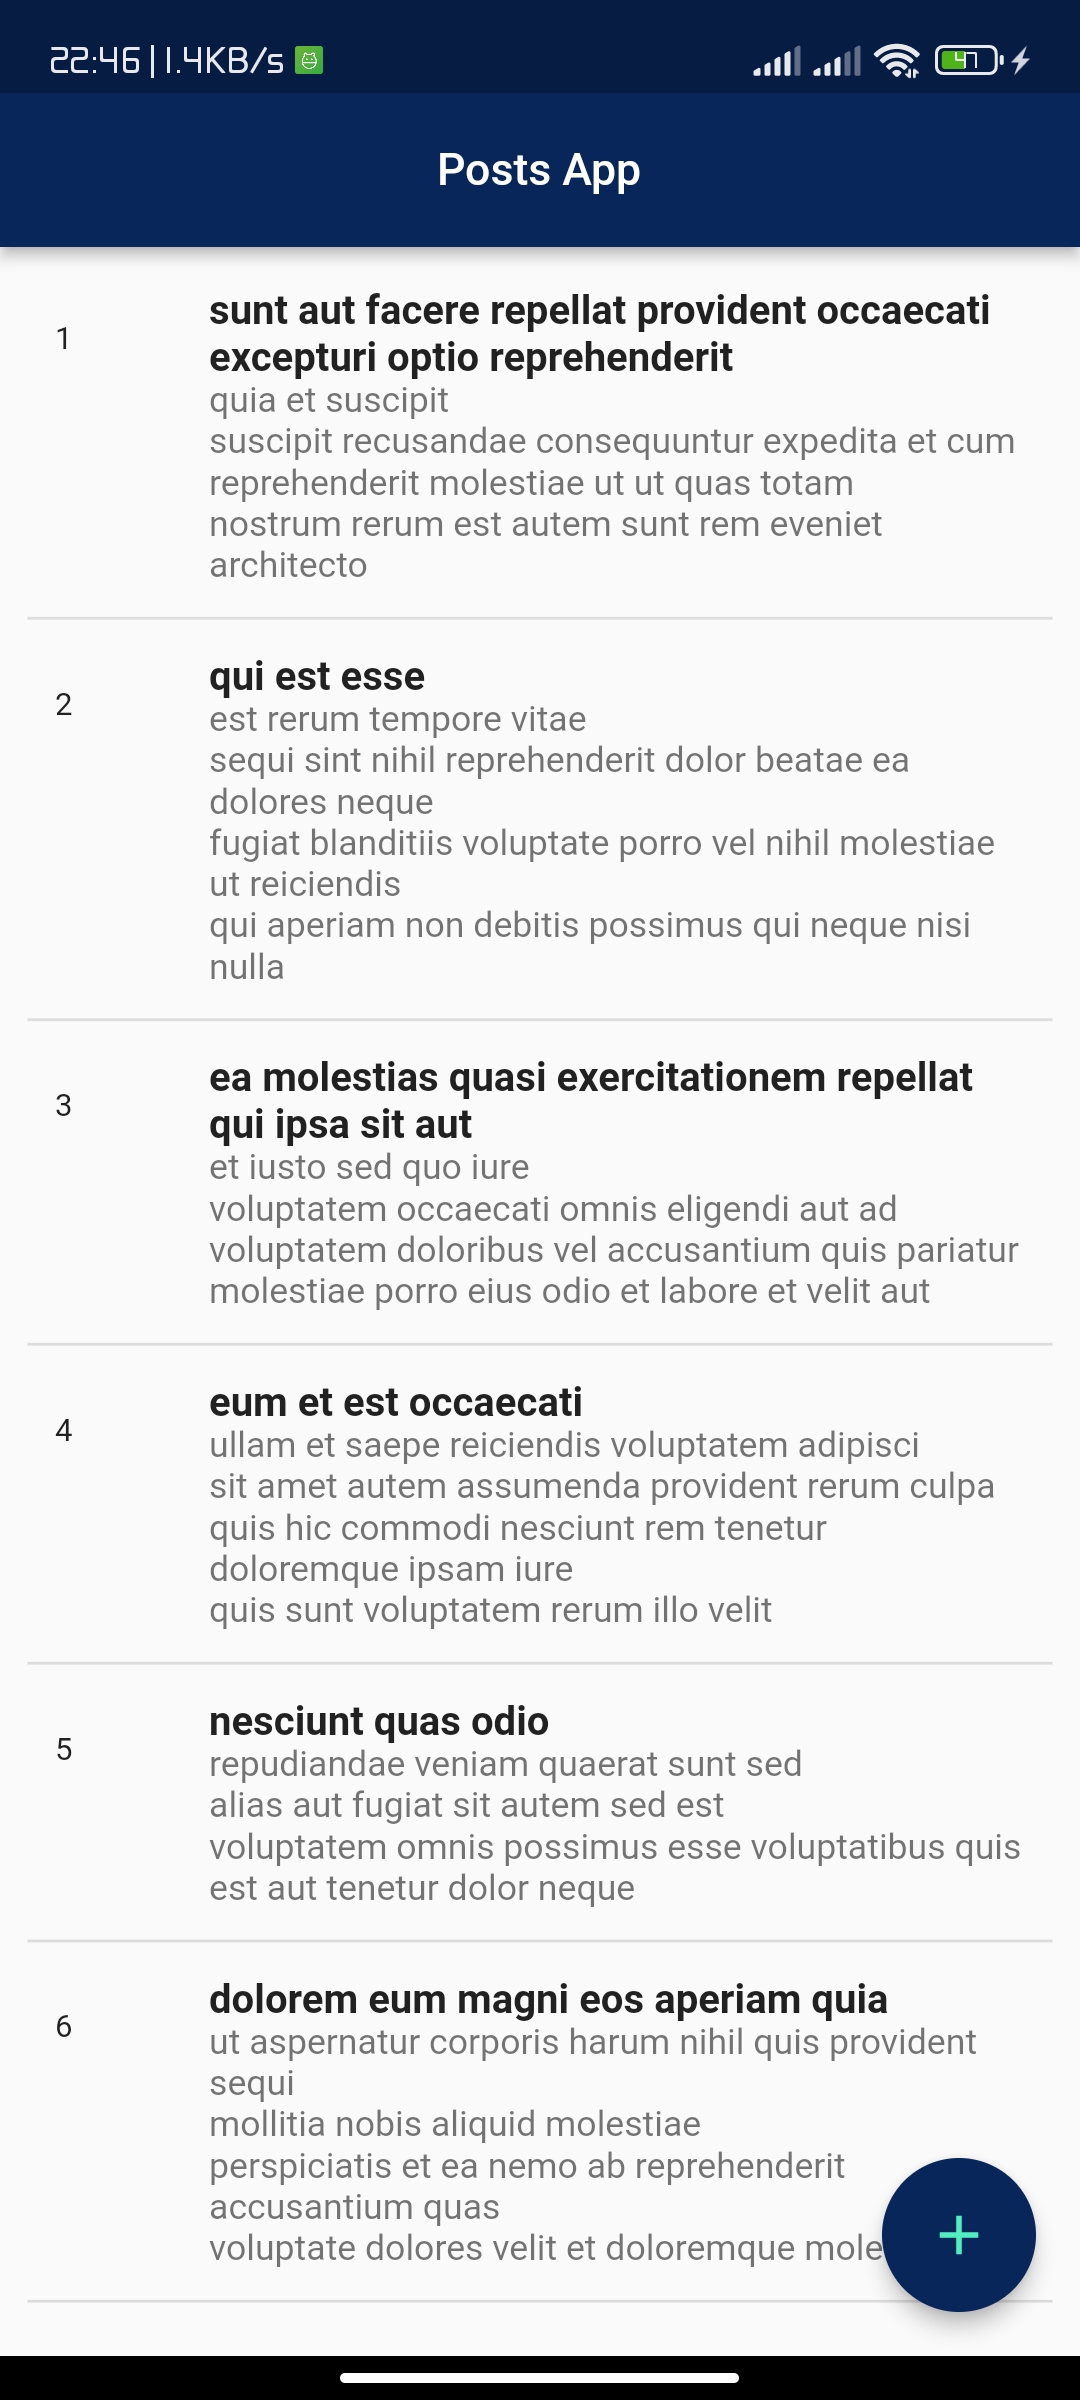 22:46 | 1.4KB/s
47
Posts App
1
sunt aut facere repellat provident occaecati
excepturi optio reprehenderit
quia et suscipit
suscipit recusandae consequuntur expedita et cum
reprehenderit molestiae ut ut quas totam
nostrum rerum est autem sunt rem eveniet
architecto
2
qui est esse
est rerum tempore vitae
sequi sint nihil reprehenderit dolor beatae ea
dolores neque
fugiat blanditiis voluptate porro vel nihil molestiae
ut reiciendis
qui aperiam non debitis possimus qui neque nisi
nulla
3
ea molestias quasi exercitationem repellat
qui ipsa sit aut
et iusto sed quo iure
voluptatem occaecati omnis eligendi aut ad
voluptatem doloribus vel accusantium quis pariatur
molestiae porro eius odio et labore et velit aut
4
eum et est occaecati
ullam et saepe reiciendis voluptatem adipisci
sit amet autem assumenda provident rerum culpa
quis hic commodi nesciunt rem tenetur
doloremque ipsam iure
quis sunt voluptatem rerum illo velit
5
nesciunt quas odio
repudiandae veniam quaerat sunt sed
alias aut fugiat sit autem sed est
voluptatem omnis possimus esse voluptatibus quis
est aut tenetur dolor neque
6
dolorem eum magni eos aperiam quia
ut aspernatur corporis harum nihil quis provident
sequi
mollitia nobis aliquid molestiae
perspiciatis et ea nemo ab reprehenderit
accusantium quas
voluptate dolores velit et doloremque mole